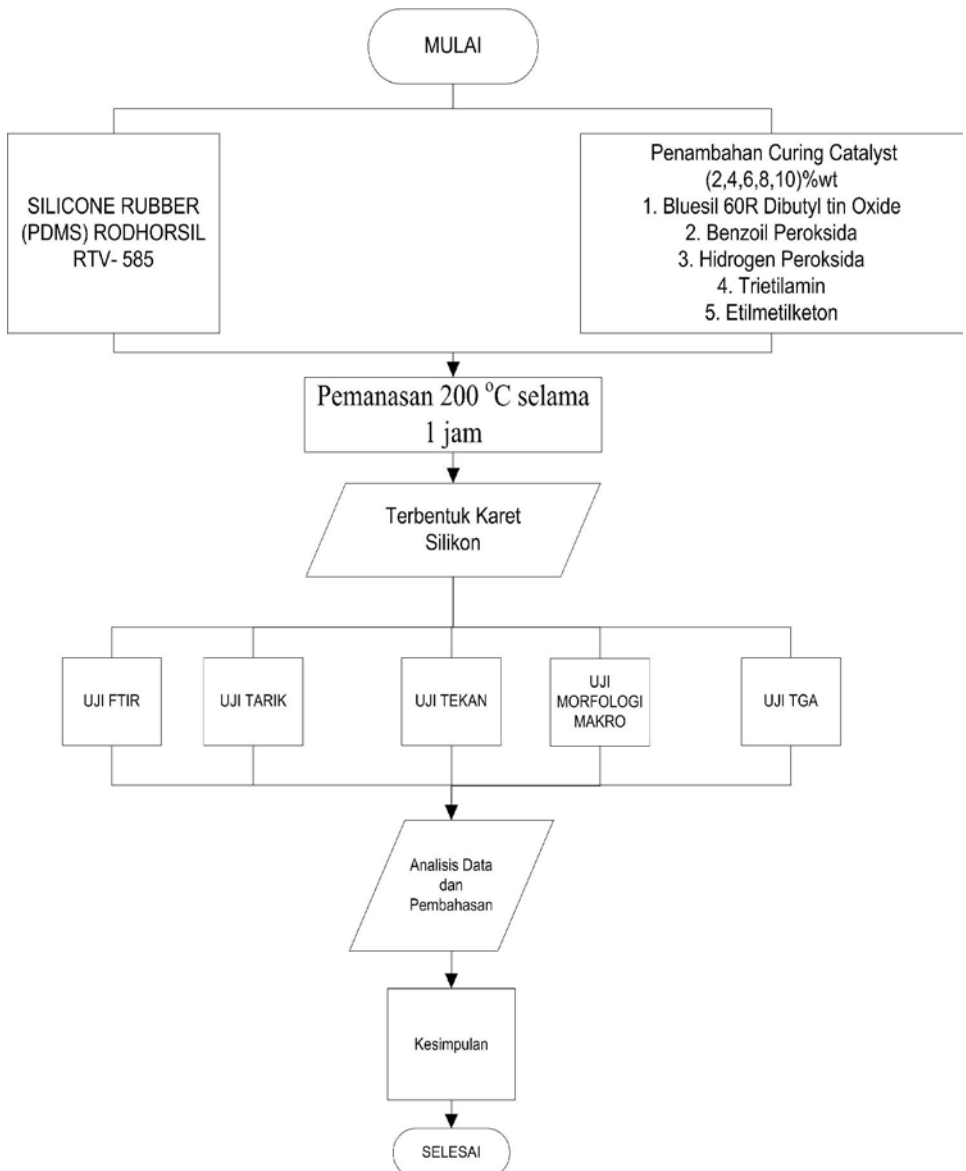 MULAI
SILICONE RUBBER
(PDMS) RODHORSIL
RTV- 585
Penambahan Curing Catalyst
(2,4,6,8,10)%wt
1. Bluesil 60R Dibutyl tin Oxide
2. Benzoil Peroksida
3. Hidrogen Peroksida
4. Trietilamin
5. Etilmetilketon
Pemanasan 200 °C selama
1 jam
Terbentuk Karet
Silikon
UJI FTIR
UJI TARIK
UJI TEKAN
UJI
MORFOLOGI
MAKRO
UJI TGA
Analisis Data
dan
Pembahasan
Kesimpulan
SELESAI